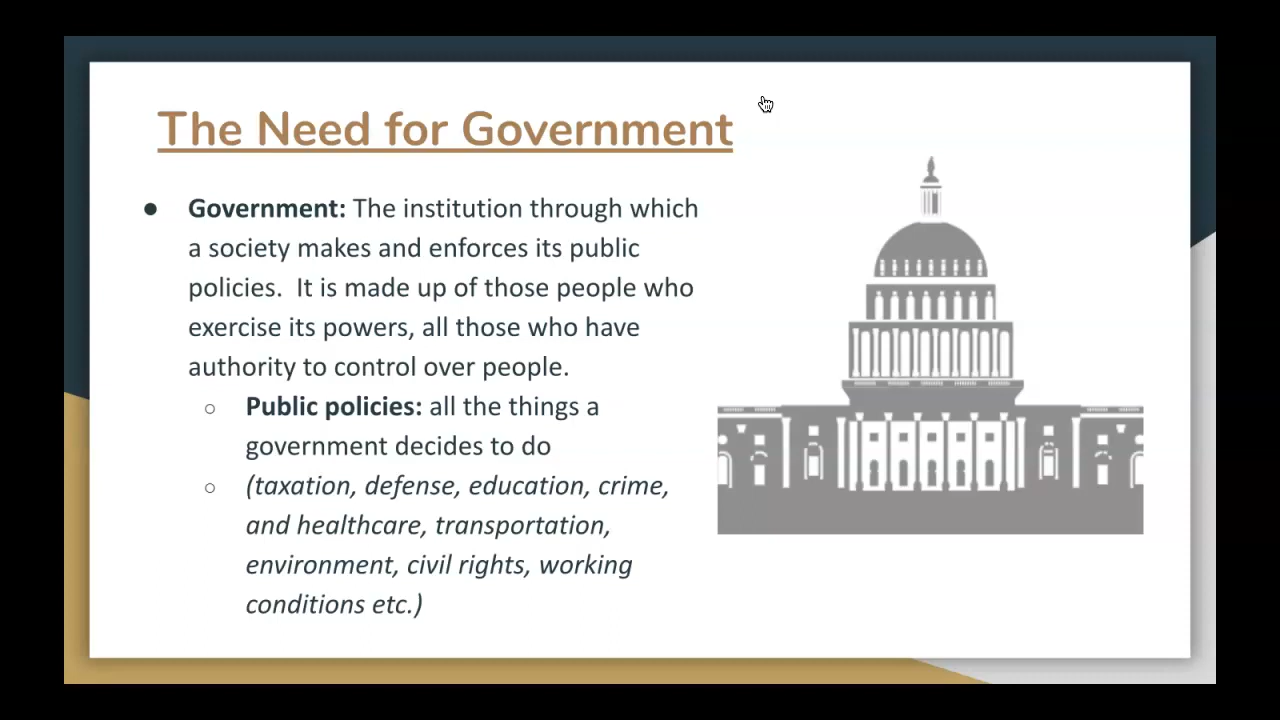 The Need for Government
● Government: The institution through which
a society makes and enforces its public
policies.  It is made up of those people who
exercise its powers, all those who have
authority to control over people.
○ Public policies: all the things a
government decides to do
○ (taxation, defense, education, crime,
and healthcare, transportation,
environment, civil rights, working
conditions etc.)